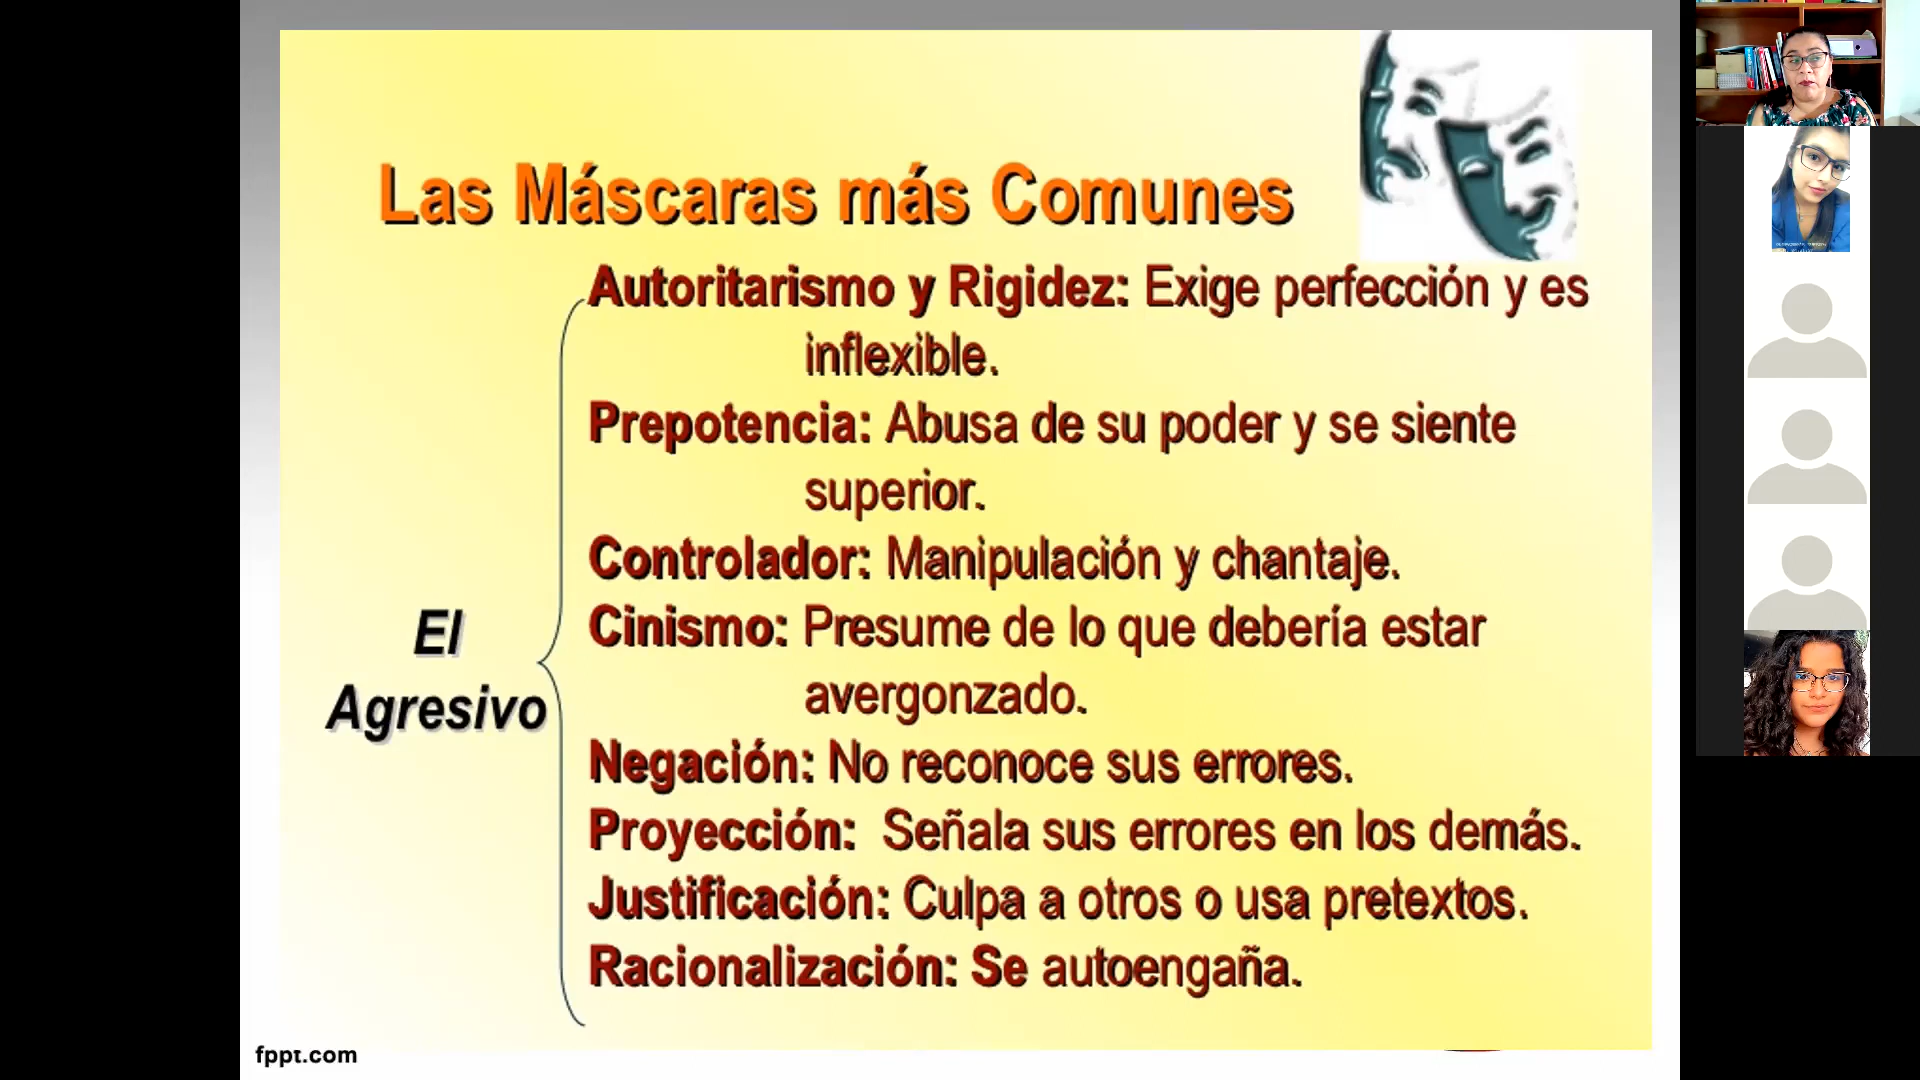 Las Máscaras más Comunes
Autoritarismo y Rigidez: Exige perfección y es
inflexible.
Prepotencia: Abusa de su poder y se siente
superior.
Controlador: Manipulación y chantaje.
Cinismo: Presume de lo que debería estar
avergonzado.
El
Agresivo
Negación: No reconoce sus errores.
Proyección: Señala sus errores en los demás.
Justificación: Culpa a otros o usa pretextos.
Racionalización: Se autoengaña.
fppt.com